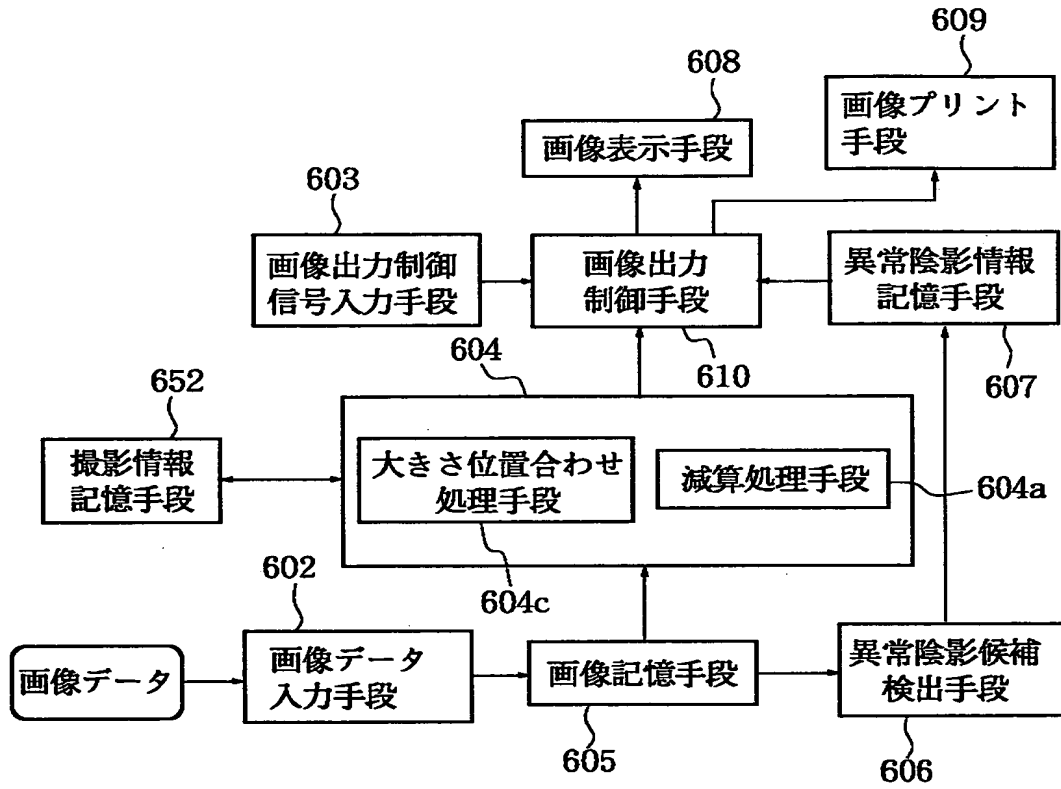 609
608
画像プリント
手段
画像表示手段
603
画像出力制御
信号入力手段
画像出力
制御手段
異常陰影情報
記憶手段
604
610
607
652
撮影情報
記憶手段
大きさ位置合わせ
処理手段
減算処理手段
604a
604c
602
画像データ
画像データ
入力手段
画像記憶手段
異常陰影候補
検出手段
605
606